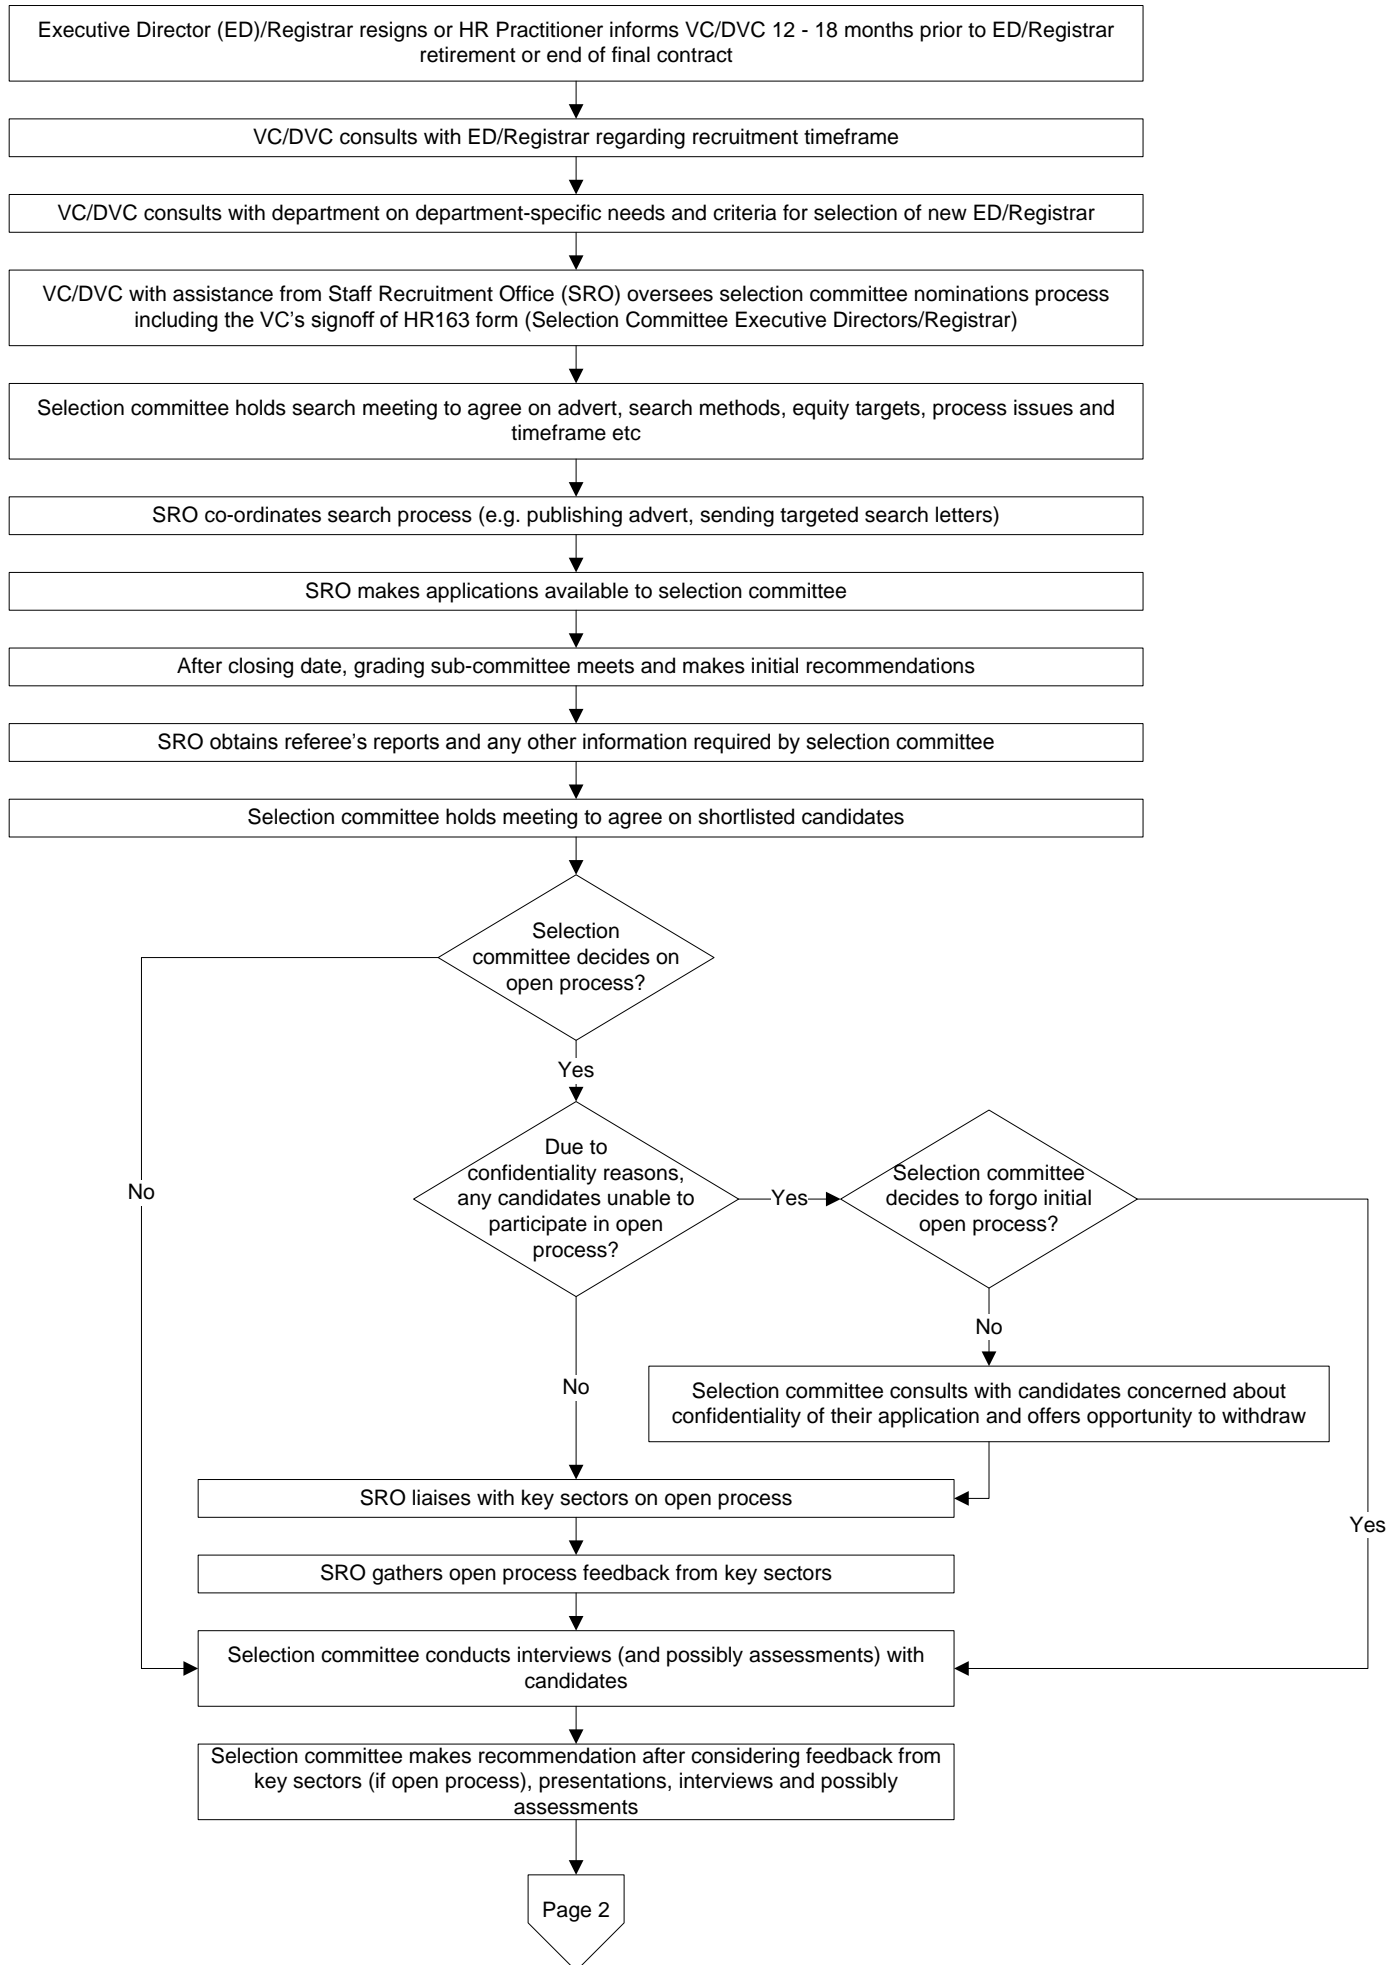 Executive Director (ED)/Registrar resigns or HR Practitioner informs VC/DVC 12 - 18 months prior to ED/Registrar
retirement or end of final contract
VC/DVC consults with ED/Registrar regarding recruitment timeframe
VC/DVC consults with department on department-specific needs and criteria for selection of new ED/Registrar
VC/DVC with assistance from Staff Recruitment Office (SRO) oversees selection committee nominations process
including the VC’s signoff of HR163 form (Selection Committee Executive Directors/Registrar)
Selection committee holds search meeting to agree on advert, search methods, equity targets, process issues and
timeframe etc
SRO co-ordinates search process (e.g. publishing advert, sending targeted search letters)
SRO makes applications available to selection committee
After closing date, grading sub-committee meets and makes initial recommendations
SRO obtains referee’s reports and any other information required by selection committee
Selection committee holds meeting to agree on shortlisted candidates
Selection
committee decides on
open process?
Yes
No
Due to
confidentiality reasons,
any candidates unable to
participate in open
process?
Yes
Selection committee
decides to forgo initial
open process?
No
No
Selection committee consults with candidates concerned about
confidentiality of their application and offers opportunity to withdraw
Yes
SRO liaises with key sectors on open process
SRO gathers open process feedback from key sectors
Selection committee conducts interviews (and possibly assessments) with
candidates
Selection committee makes recommendation after considering feedback from
key sectors (if open process), presentations, interviews and possibly
assessments
Page 2